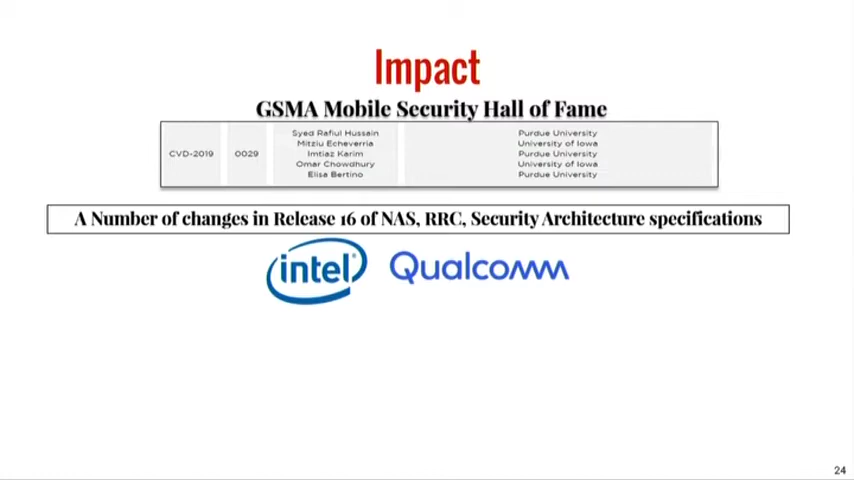 Impact
GSMA Mobile Security Hall of Fame
CVD-2019 0029 Syed Rafiul Hussain Purdue University
Mitziu Echeverria University of Iowa
Imtiaz Karim Purdue University
Omar Chowdhury University of Iowa
Elisa Bertino Purdue University
A Number of changes in Release 16 of NAS, RRC, Security Architecture specifications
intel Qualcomm
24